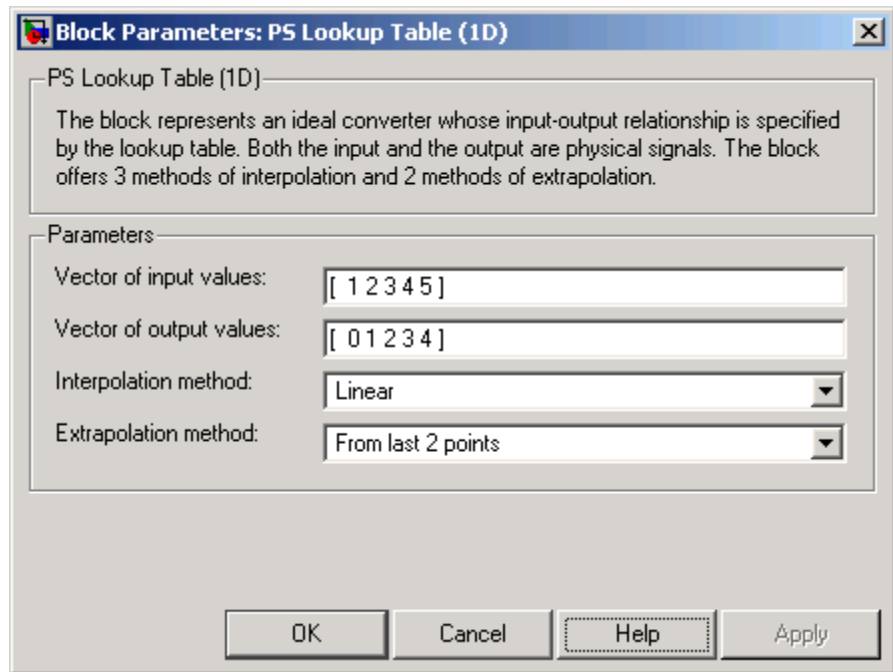 Block Parameters: PS Lookup Table (1D)
PS Lookup Table (1D)
The block represents an ideal converter whose input-output relationship is specified
by the lookup table. Both the input and the output are physical signals. The block
offers 3 methods of interpolation and 2 methods of extrapolation.
Parameters
Vector of input values: [ 1 2 3 4 5 ]
Vector of output values: [ 0 1 2 3 4 ]
Interpolation method: Linear
Extrapolation method: From last 2 points
OK Cancel Help Apply